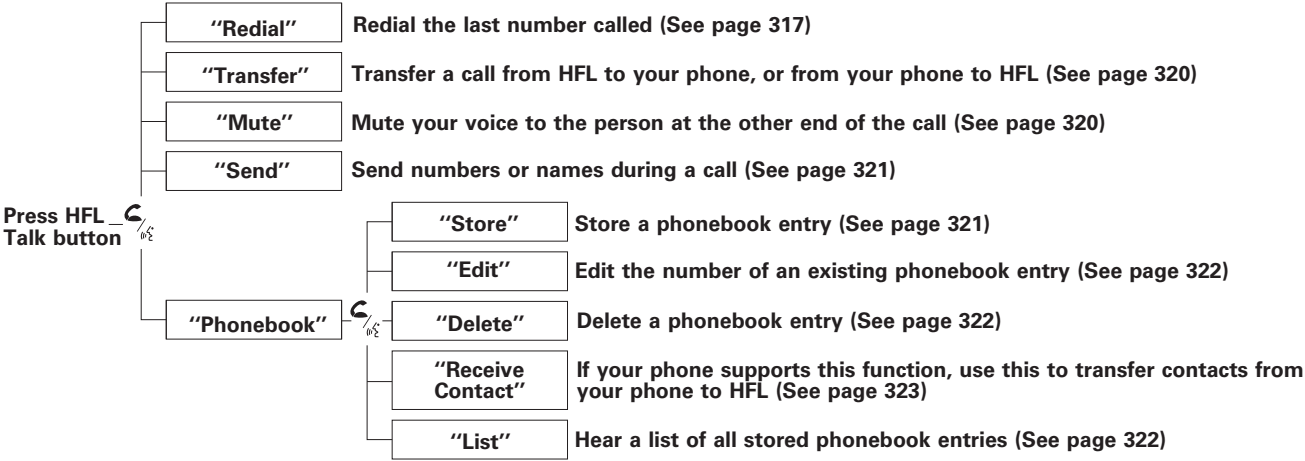 "Redial" Redial the last number called (See page 317)
"Transfer" Transfer a call from HFL to your phone, or from your phone to HFL (See page 320)
"Mute" Mute your voice to the person at the other end of the call (See page 320)
"Send" Send numbers or names during a call (See page 321)
Press HFL
Talk button
"Phonebook"
"Store" Store a phonebook entry (See page 321)
"Edit" Edit the number of an existing phonebook entry (See page 322)
"Delete" Delete a phonebook entry (See page 322)
"Receive
Contact"
If your phone supports this function, use this to transfer contacts from
your phone to HFL (See page 323)
"List" Hear a list of all stored phonebook entries (See page 322)